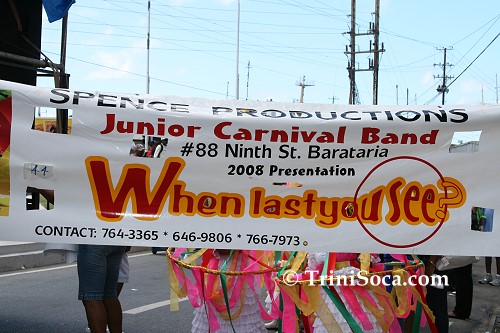 SPENCE PRODUCTIONS
Junior Carnival Band
#88 Ninth St. Barataria
2008 Presentation
44
When last you see?
CONTACT: 764-3365 * 646-9806 * 766-7973
© TriniSoca.com